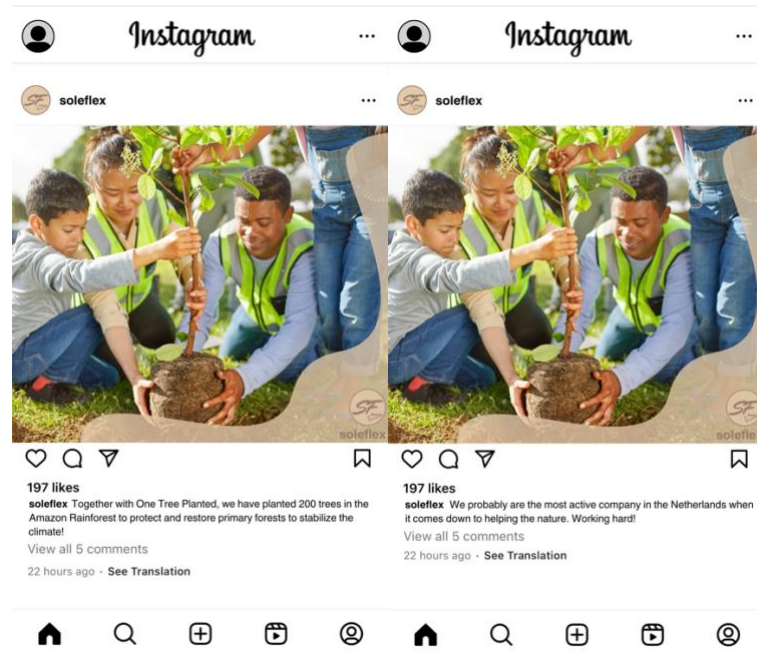 Instagram
soleflex
SF
soleflex
197 likes
soleflex Together with One Tree Planted, we have planted 200 trees in the
Amazon Rainforest to protect and restore primary forests to stabilize the
climate!
View all 5 comments
22 hours ago · See Translation
Instagram
soleflex
SF
soleflex
197 likes
soleflex We probably are the most active company in the Netherlands when
it comes down to helping the nature. Working hard!
View all 5 comments
22 hours ago · See Translation